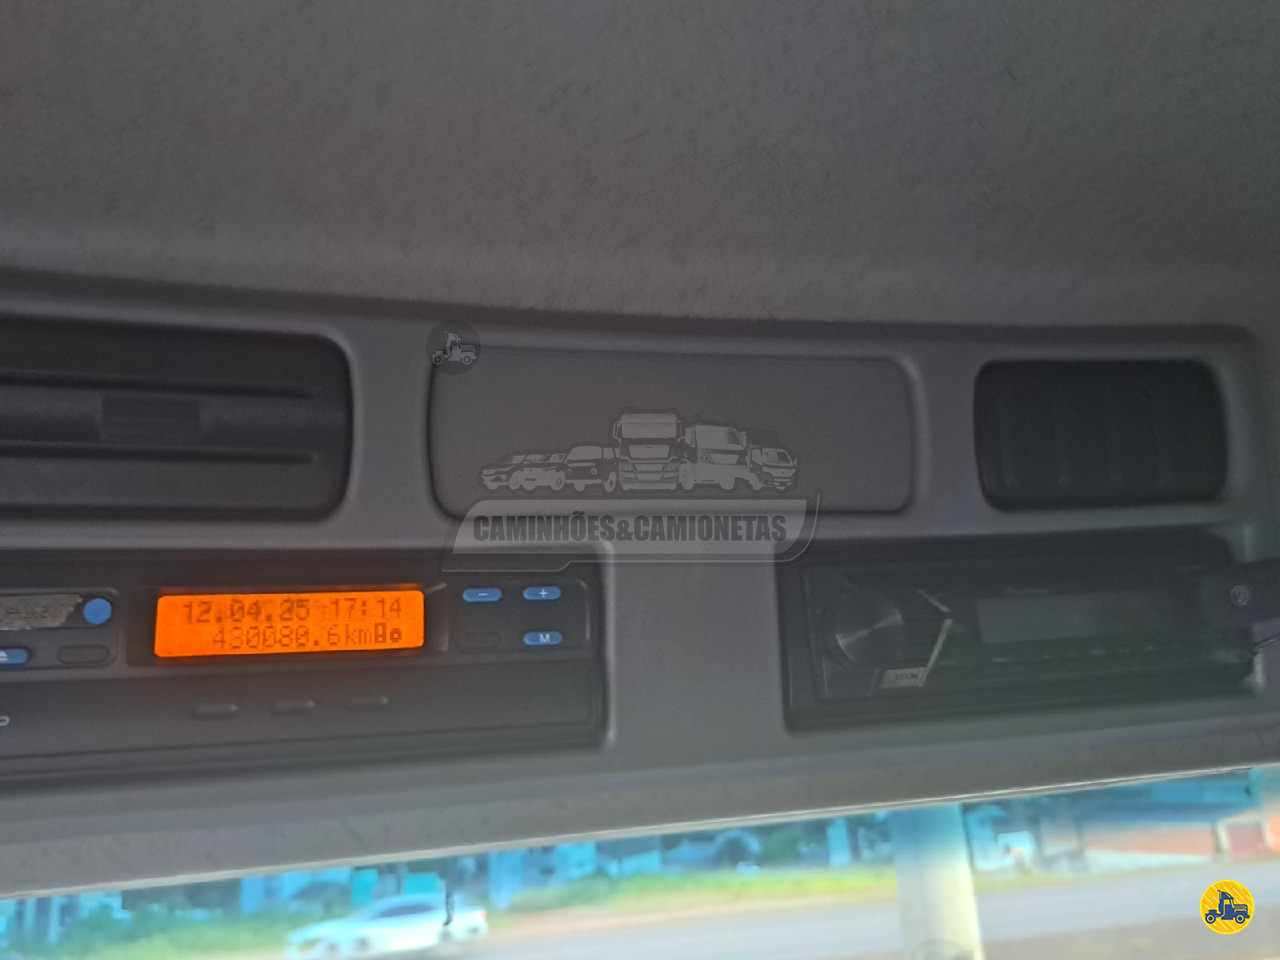 CAMINHÕES&CAMIONETAS
12.04.25 17:14
- +
430080.6km
M